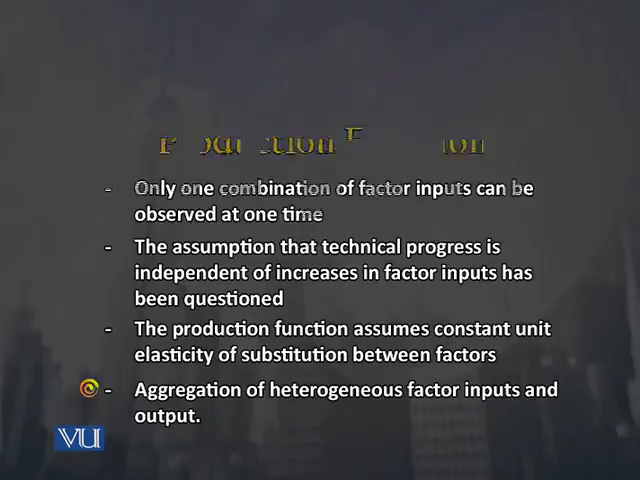 - Only one combination of factor inputs can be
observed at one time
- The assumption that technical progress is
independent of increases in factor inputs has
been questioned
- The production function assumes constant unit
elasticity of substitution between factors
- Aggregation of heterogeneous factor inputs and
output.
VU